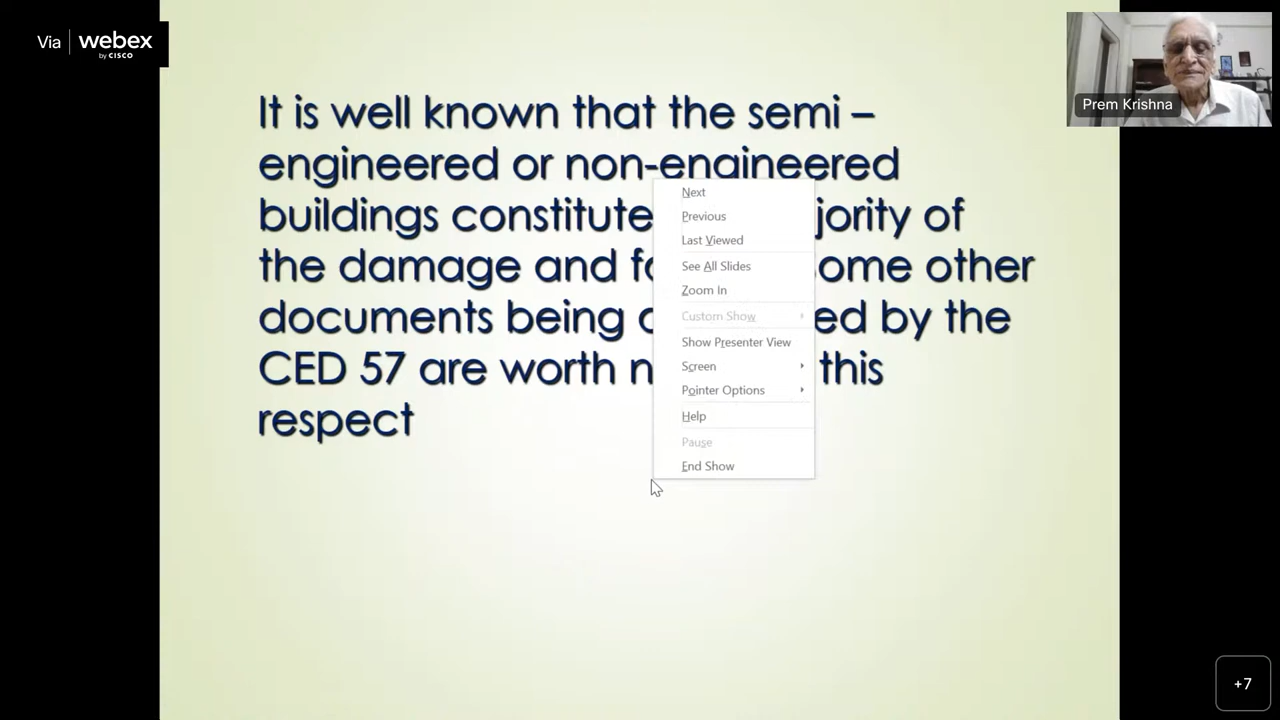 Via
webex
by CISCO
Prem Krishna
It is well known that the semi –
engineered or non-engineered
buildings constitute jority of
the damage and fa ome other
documents being ed by the
CED 57 are worth n this
respect
Next
Previous
Last Viewed
See All Slides
Zoom In
Custom Show
Show Presenter View
Screen
Pointer Options
Help
Pause
End Show
+7